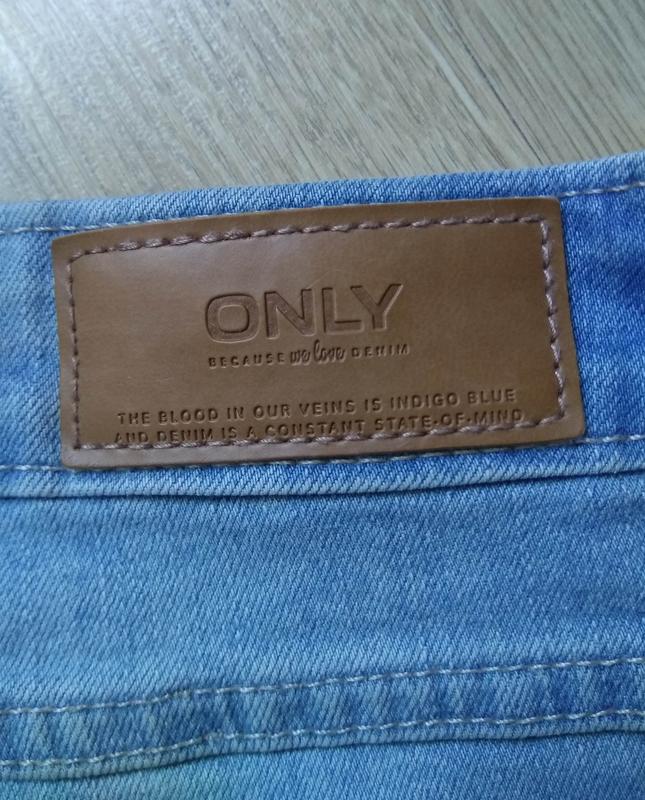 ONLY
BECAUSE we love DENIM
THE BLOOD IN OUR VEINS IS INDIGO BLUE
AND DENIM IS A CONSTANT STATE-OF-MIND